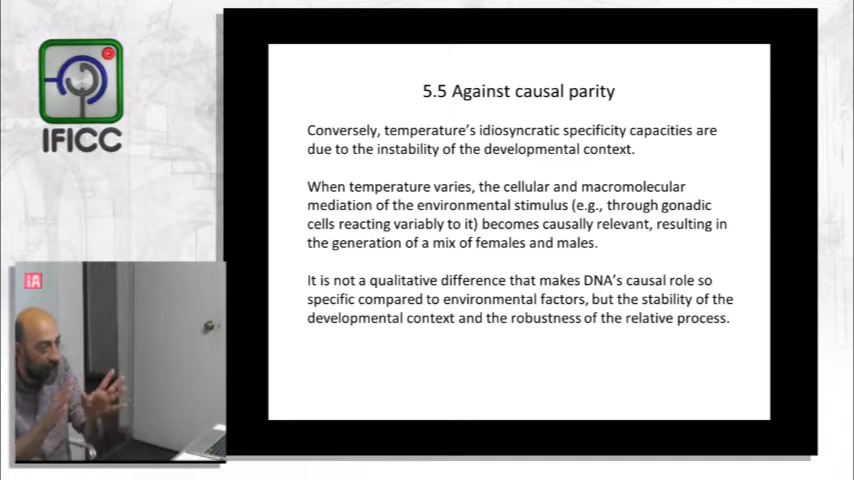 IFICC
iA
5.5 Against causal parity
Conversely, temperature's idiosyncratic specificity capacities are
due to the instability of the developmental context.
When temperature varies, the cellular and macromolecular
mediation of the environmental stimulus (e.g., through gonadic
cells reacting variably to it) becomes causally relevant, resulting in
the generation of a mix of females and males.
It is not a qualitative difference that makes DNA's causal role so
specific compared to environmental factors, but the stability of the
developmental context and the robustness of the relative process.